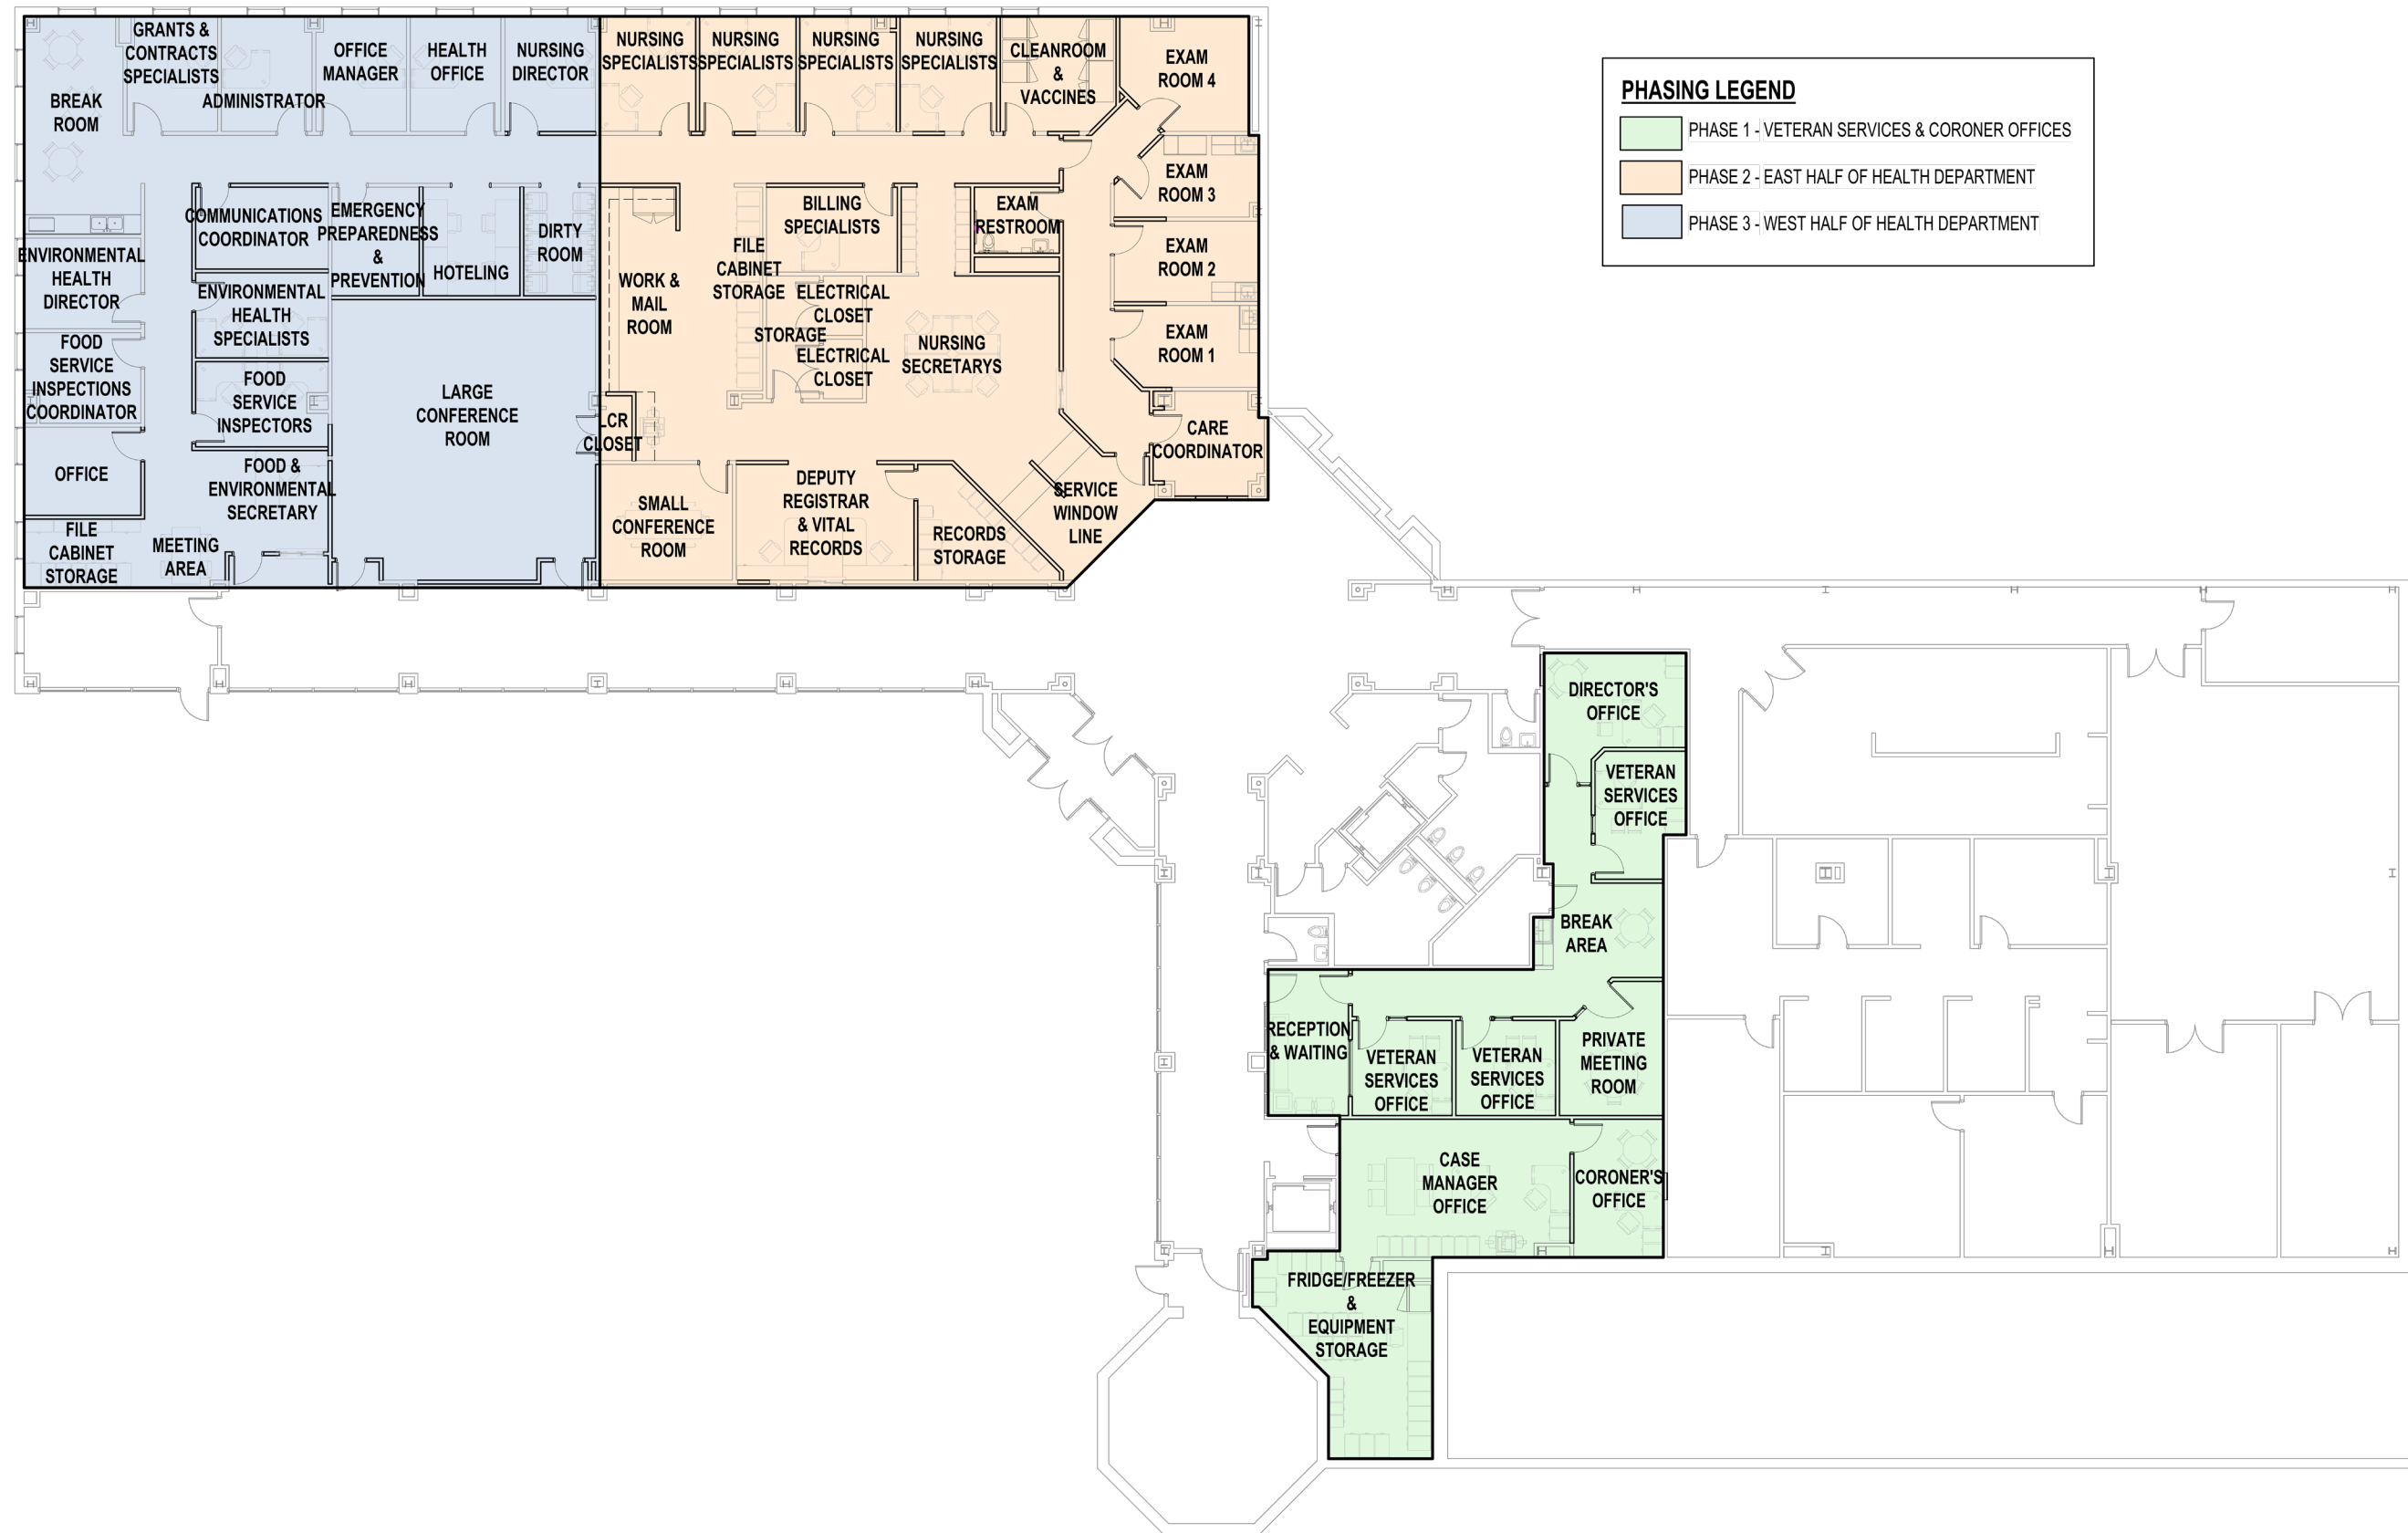 GRANTS &
CONTRACTS
SPECIALISTS
BREAK
ROOM
ADMINISTRATOR
OFFICE
MANAGER
HEALTH
OFFICE
NURSING
DIRECTOR
NURSING
SPECIALISTS
NURSING
SPECIALISTS
NURSING
SPECIALISTS
NURSING
SPECIALISTS
CLEANROOM
&
VACCINES
EXAM
ROOM 4
PHASING LEGEND
PHASE 1 - VETERAN SERVICES & CORONER OFFICES
PHASE 2 - EAST HALF OF HEALTH DEPARTMENT
PHASE 3 - WEST HALF OF HEALTH DEPARTMENT
EXAM
ROOM 3
COMMUNICATIONS
COORDINATOR
EMERGENCY
PREPAREDNESS
&
PREVENTION
HOTELING
DIRTY
ROOM
WORK &
MAIL
ROOM
FILE
CABINET
STORAGE
BILLING
SPECIALISTS
EXAM
RESTROOM
EXAM
ROOM 2
ENVIRONMENTAL
HEALTH
DIRECTOR
ENVIRONMENTAL
HEALTH
SPECIALISTS
ELECTRICAL
CLOSET
STORAGE
ELECTRICAL
CLOSET
NURSING
SECRETARYS
EXAM
ROOM 1
FOOD
SERVICE
INSPECTIONS
COORDINATOR
FOOD
SERVICE
INSPECTORS
LARGE
CONFERENCE
ROOM
LCR
CLOSET
CARE
COORDINATOR
OFFICE
FOOD &
ENVIRONMENTAL
SECRETARY
SMALL
CONFERENCE
ROOM
DEPUTY
REGISTRAR
& VITAL
RECORDS
RECORDS
STORAGE
SERVICE
WINDOW
LINE
FILE
CABINET
STORAGE
MEETING
AREA
DIRECTOR'S
OFFICE
VETERAN
SERVICES
OFFICE
BREAK
AREA
RECEPTION
& WAITING
VETERAN
SERVICES
OFFICE
VETERAN
SERVICES
OFFICE
PRIVATE
MEETING
ROOM
CASE
MANAGER
OFFICE
CORONER'S
OFFICE
FRIDGE/FREEZER
&
EQUIPMENT
STORAGE